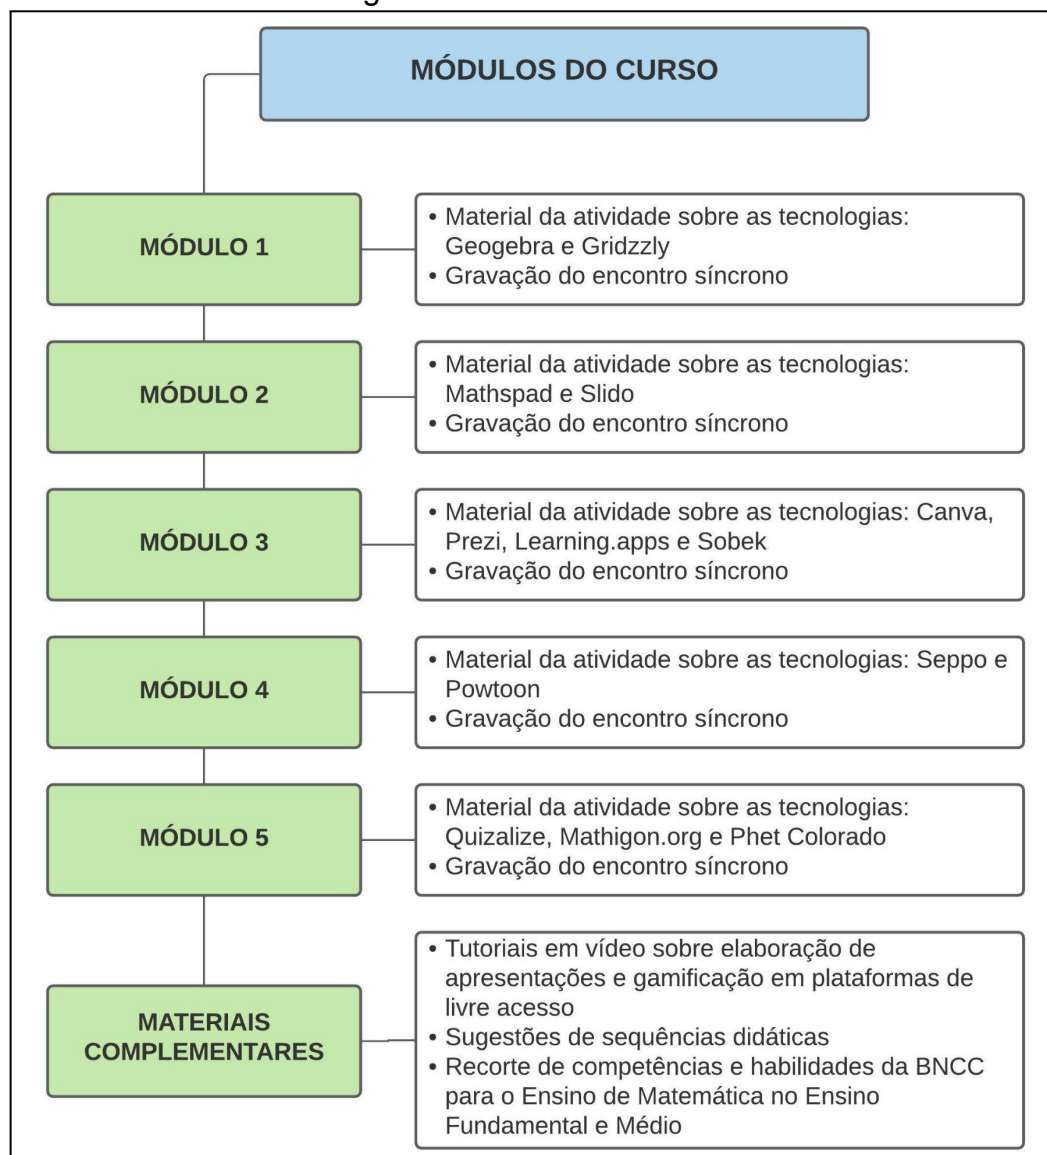 MÓDULOS DO CURSO
MÓDULO 1
• Material da atividade sobre as tecnologias:
Geogebra e Gridzzly
• Gravação do encontro síncrono
MÓDULO 2
• Material da atividade sobre as tecnologias:
Mathspad e Slido
• Gravação do encontro síncrono
MÓDULO 3
• Material da atividade sobre as tecnologias: Canva,
Prezi, Learning.apps e Sobek
• Gravação do encontro síncrono
MÓDULO 4
• Material da atividade sobre as tecnologias: Seppo e
Powtoon
• Gravação do encontro síncrono
MÓDULO 5
• Material da atividade sobre as tecnologias:
Quizalize, Mathigon.org e Phet Colorado
• Gravação do encontro síncrono
MATERIAIS
COMPLEMENTARES
• Tutoriais em vídeo sobre elaboração de
apresentações e gamificação em plataformas de
livre acesso
• Sugestões de sequências didáticas
• Recorte de competências e habilidades da BNCC
para o Ensino de Matemática no Ensino
Fundamental e Médio